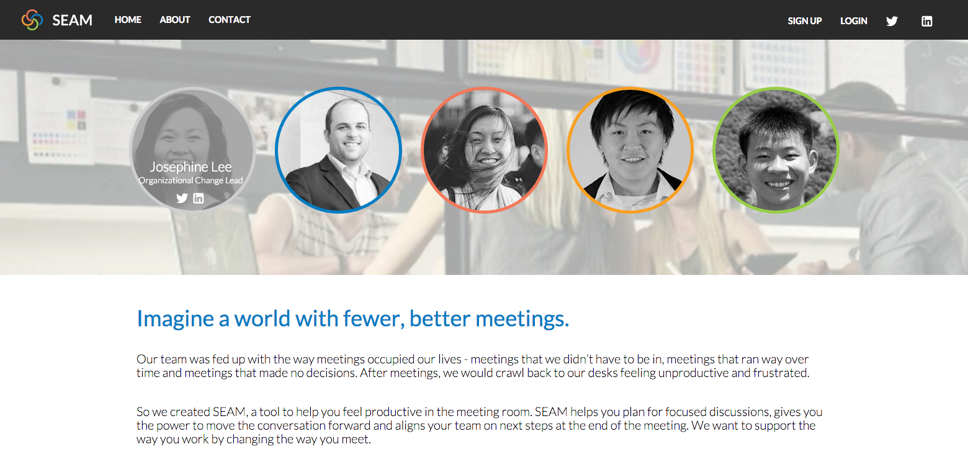 SEAM HOME ABOUT CONTACT SIGN UP LOGIN
Josephine Lee
Organizational Change Lead
Imagine a world with fewer, better meetings.
Our team was fed up with the way meetings occupied our lives - meetings that we didn't have to be in, meetings that ran way over
time and meetings that made no decisions. After meetings, we would crawl back to our desks feeling unproductive and frustrated.
So we created SEAM, a tool to help you feel productive in the meeting room. SEAM helps you plan for focused discussions, gives you
the power to move the conversation forward and aligns your team on next steps at the end of the meeting. We want to support the
way you work by changing the way you meet.